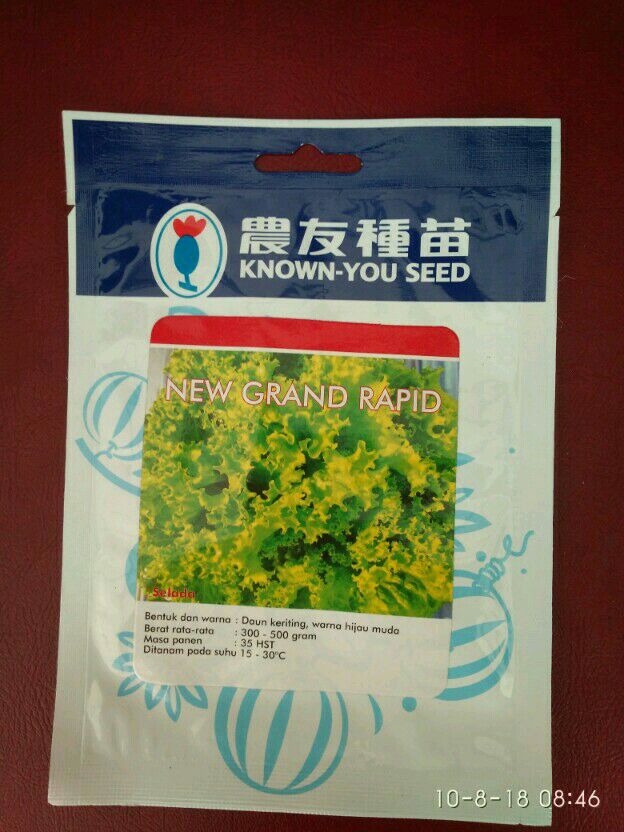 農友種苗
KNOWN-YOU SEED
NEW GRAND RAPID
Selada
Bentuk dan warna : Daun keriting, warna hijau muda
Berat rata-rata : 300 - 500 gram
Masa panen : 35 HST
Ditanam pada suhu 15 - 30°C
10-8-18 08:46